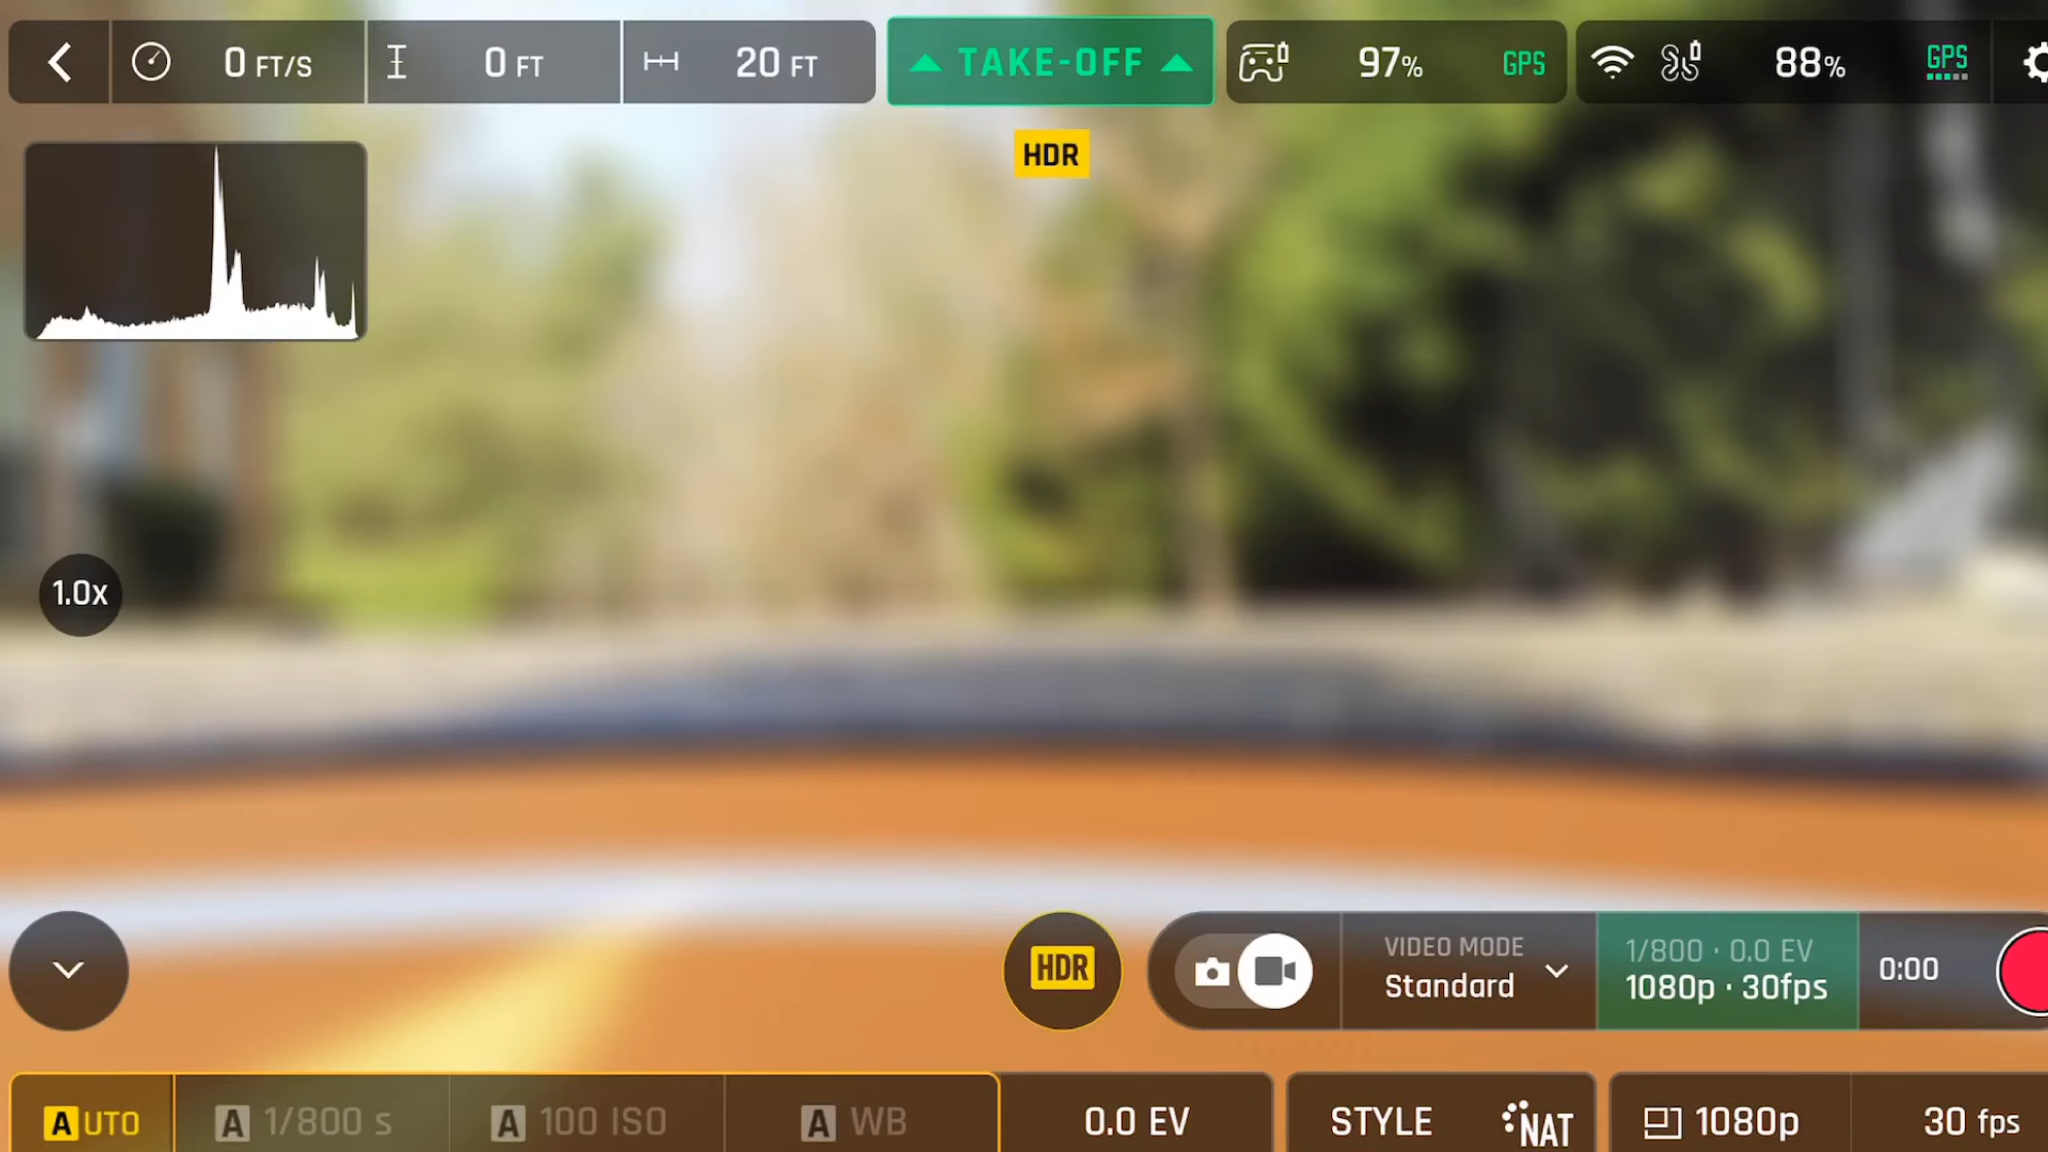 0 FT/S
0 FT
20 FT
TAKE-OFF
97%
GPS
88%
GPS
HDR
1.0x
HDR
VIDEO MODE
Standard
1/800 · 0.0 EV
1080p · 30fps
0:00
AUTO
A 1/800 s
A 100 ISO
A WB
0.0 EV
STYLE
NAT
1080p
30 fps